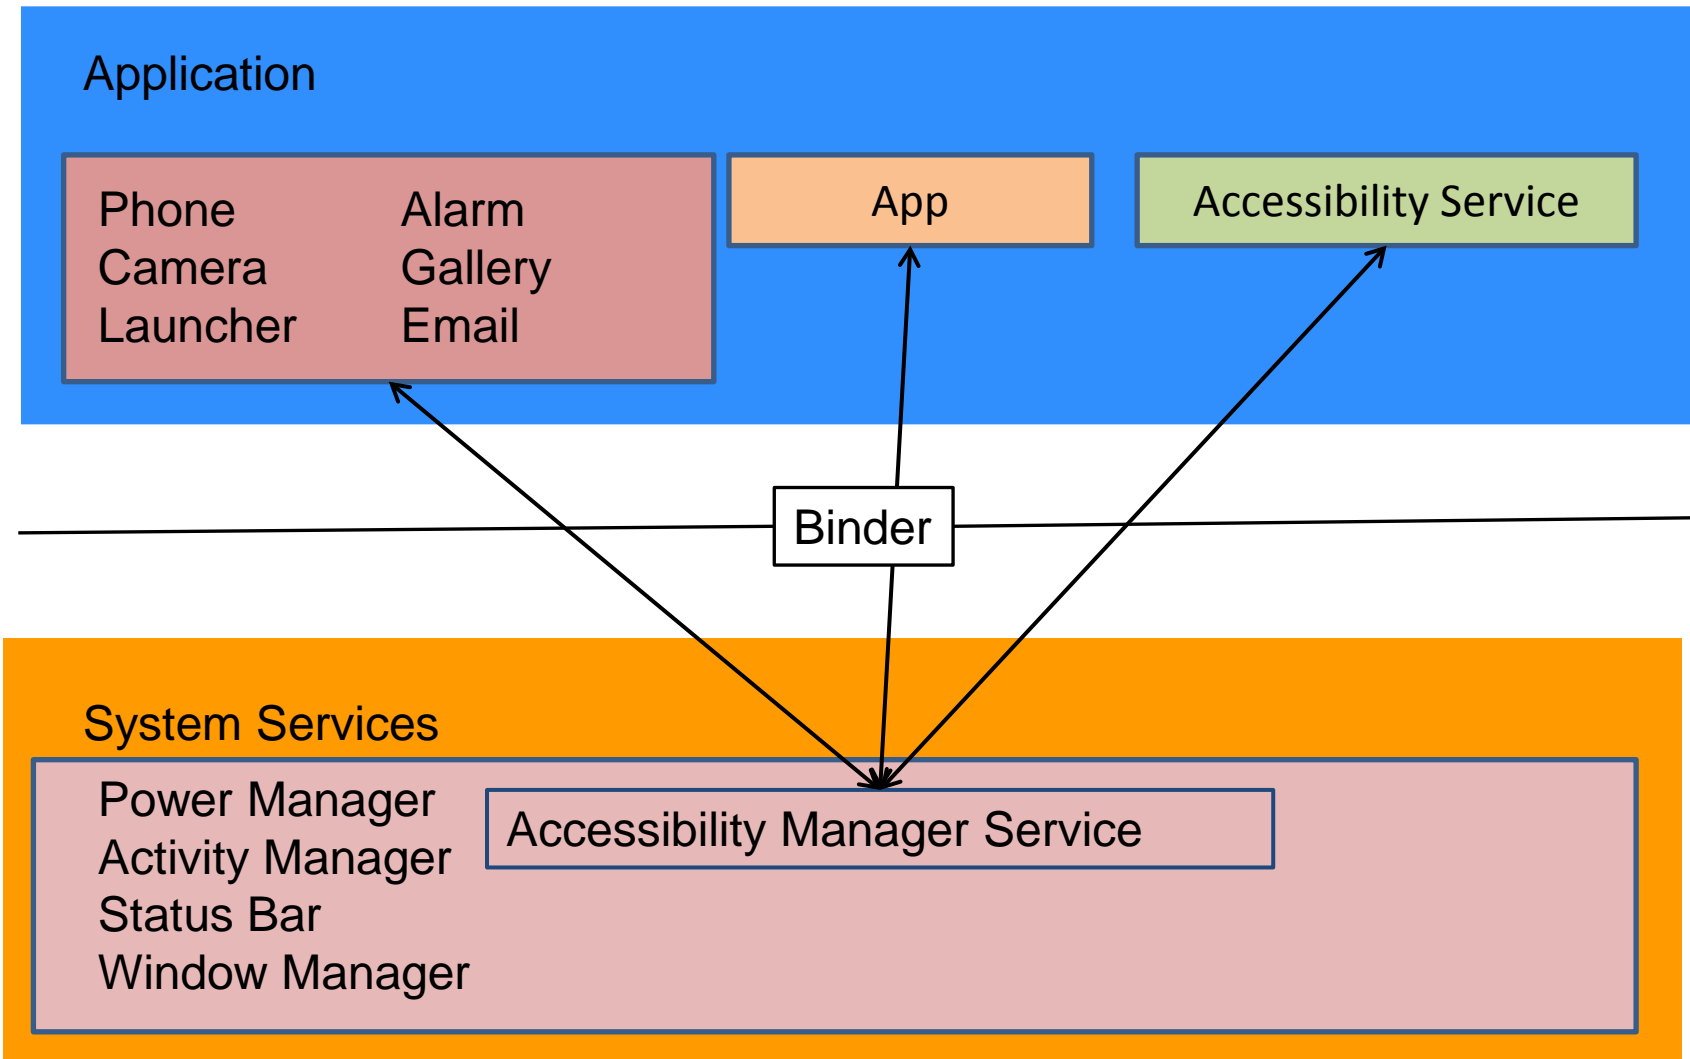 Application
Phone
Camera
Launcher
Alarm
Gallery
Email
App
Accessibility Service
Binder
System Services
Power Manager
Activity Manager
Status Bar
Window Manager
Accessibility Manager Service